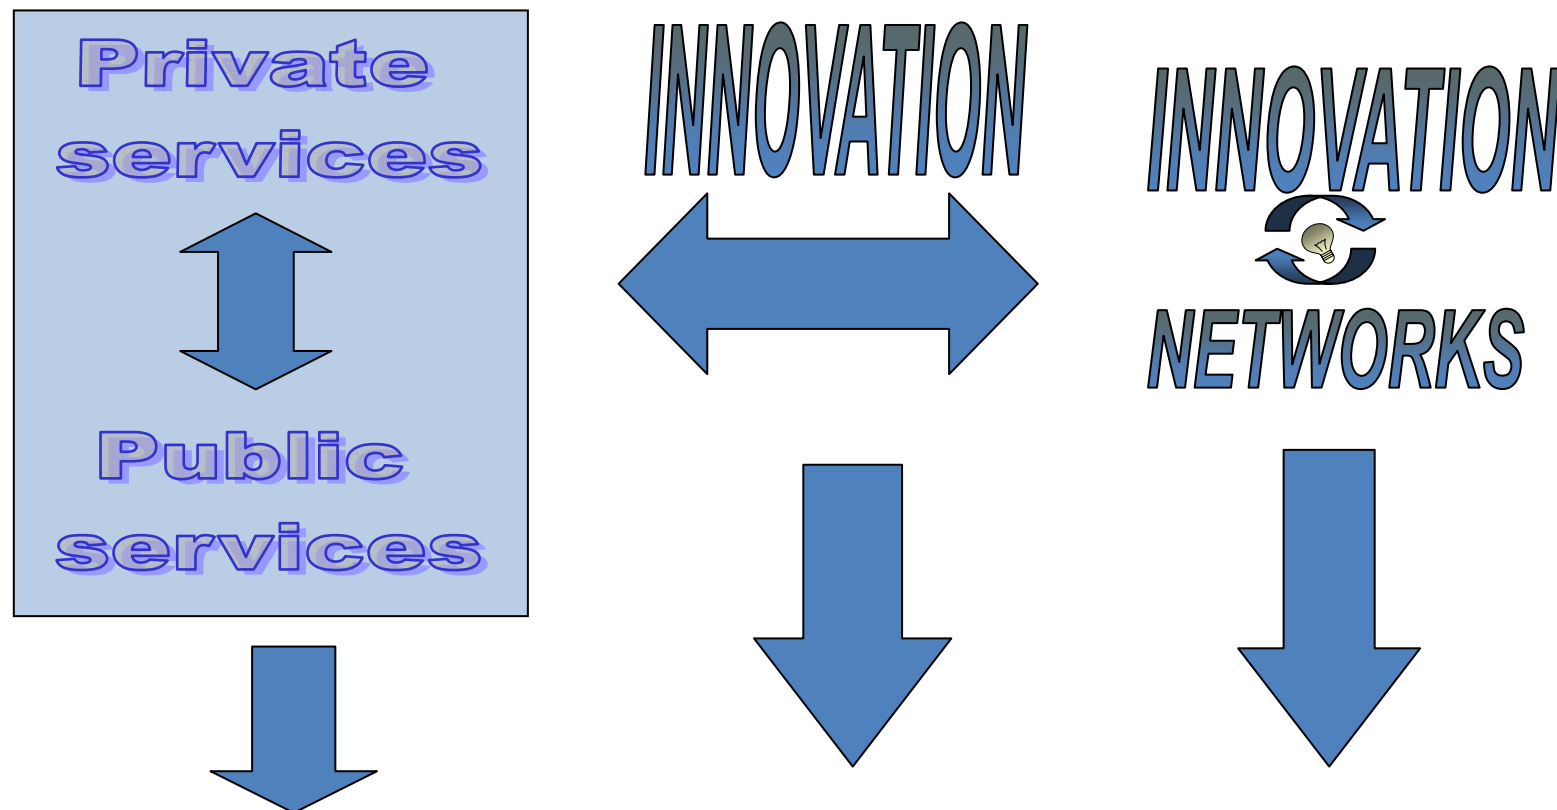 Private
services
Public
services
INNOVATION
INNOVATION
NETWORKS